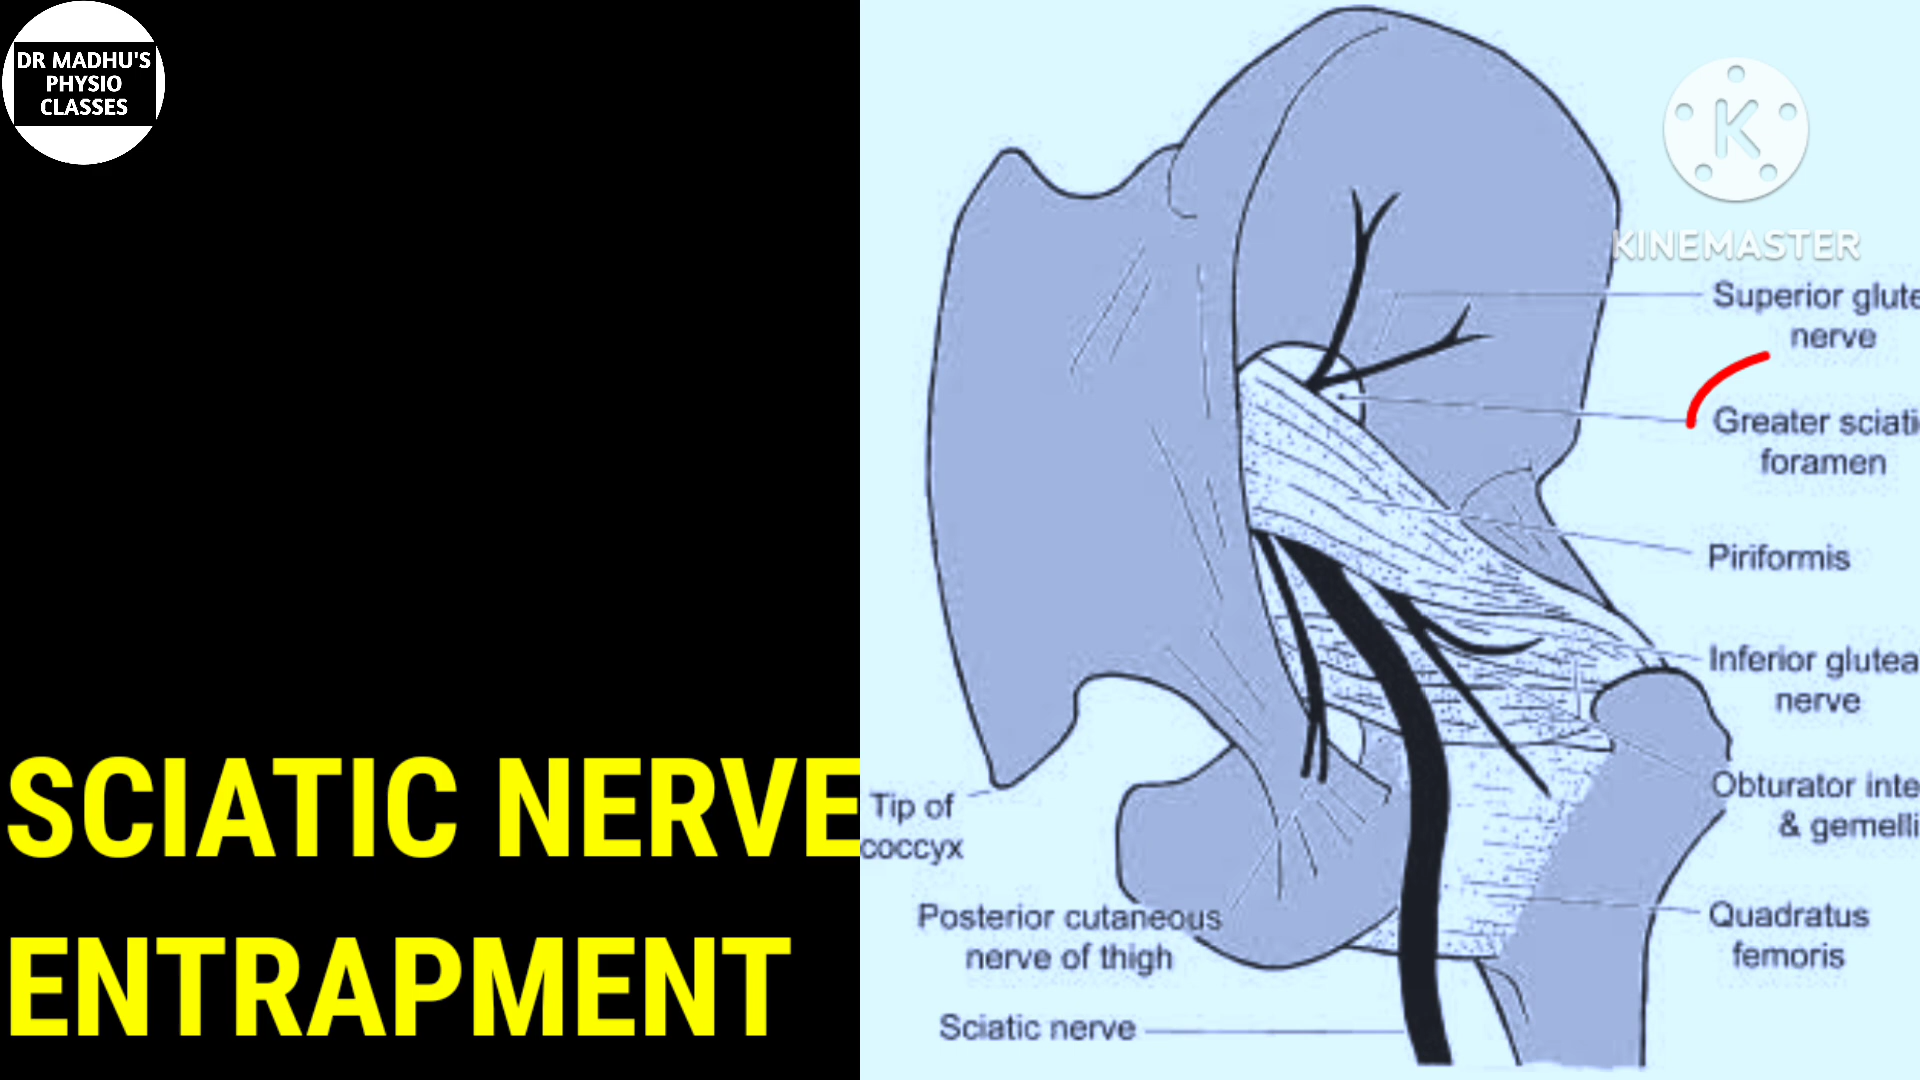 DR MADHU'S
PHYSIO
CLASSES
SCIATIC NERVE
ENTRAPMENT
KINEMASTER
Superior glute
nerve
Greater sciati
foramen
Piriformis
Inferior glutea
nerve
Obturator inte
& gemelli
Quadratus
femoris
Tip of
coccyx
Posterior cutaneous
nerve of thigh
Sciatic nerve